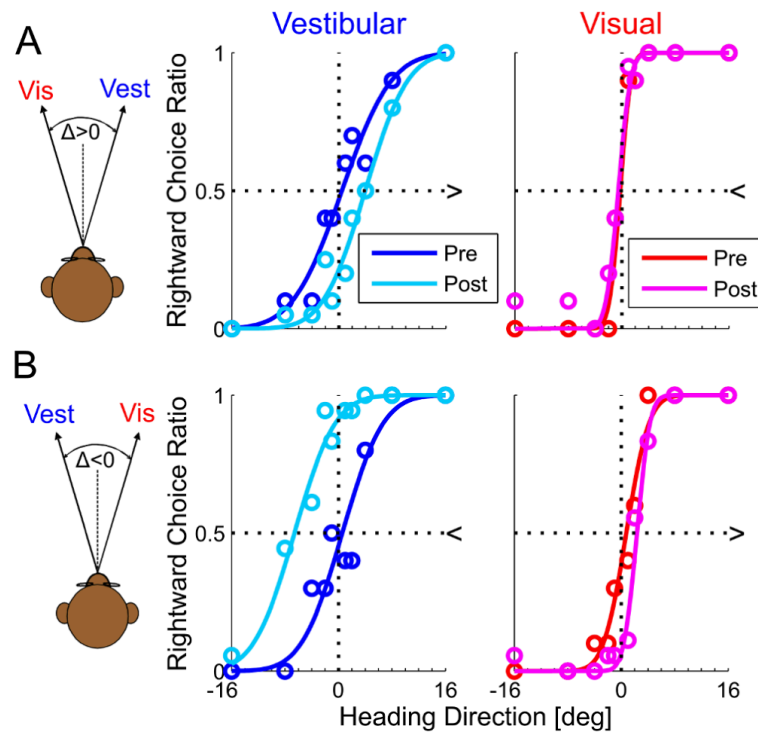 A
Vestibular
Visual
Vis
Vest
Δ>0
Rightward Choice Ratio
1
0.5
0
>
<
Pre
Post
Pre
Post
B
Vest
Vis
Δ<0
Rightward Choice Ratio
1
0.5
0
<
>
-16
0
16
-16
0
16
Heading Direction [deg]